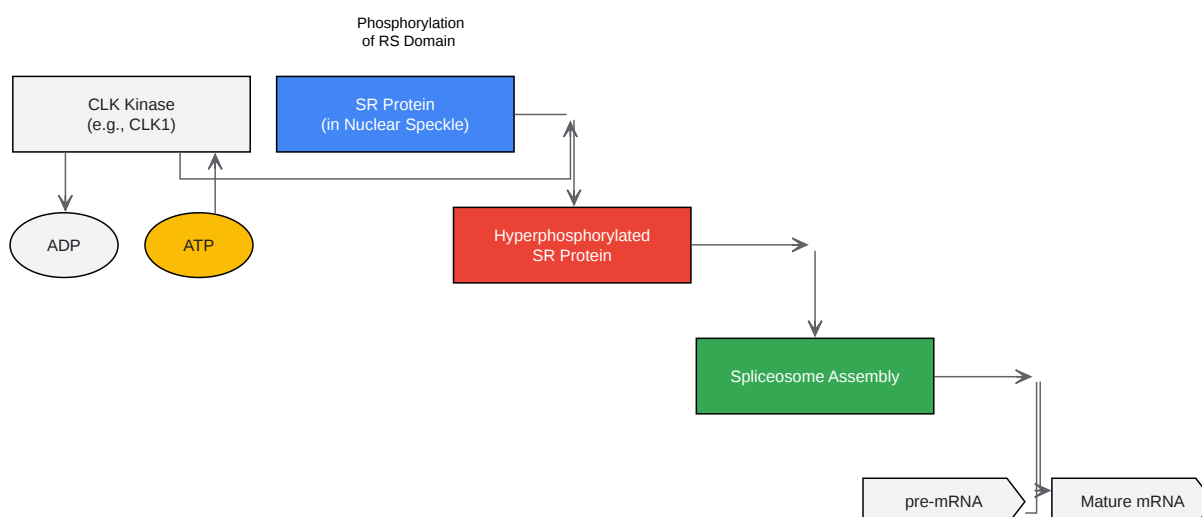 Phosphorylation
of RS Domain
CLK Kinase
(e.g., CLK1)
SR Protein
(in Nuclear Speckle)
ADP
ATP
Hyperphosphorylated
SR Protein
Spliceosome Assembly
pre-mRNA
Mature mRNA